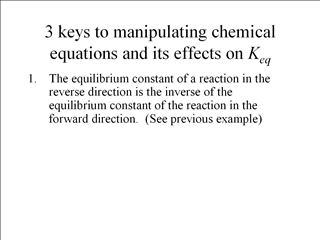 3 keys to manipulating chemical
equations and its effects on Keq
1. The equilibrium constant of a reaction in the
reverse direction is the inverse of the
equilibrium constant of the reaction in the
forward direction. (See previous example)